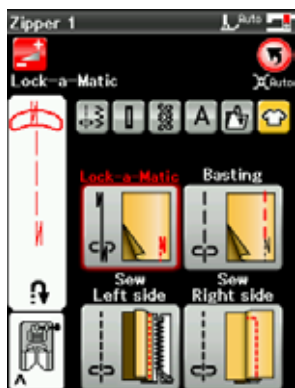 Zipper 1 Auto
Lock-a-Matic Auto
A
Lock-a-Matic Basting
Sew Left side Sew Right side
A